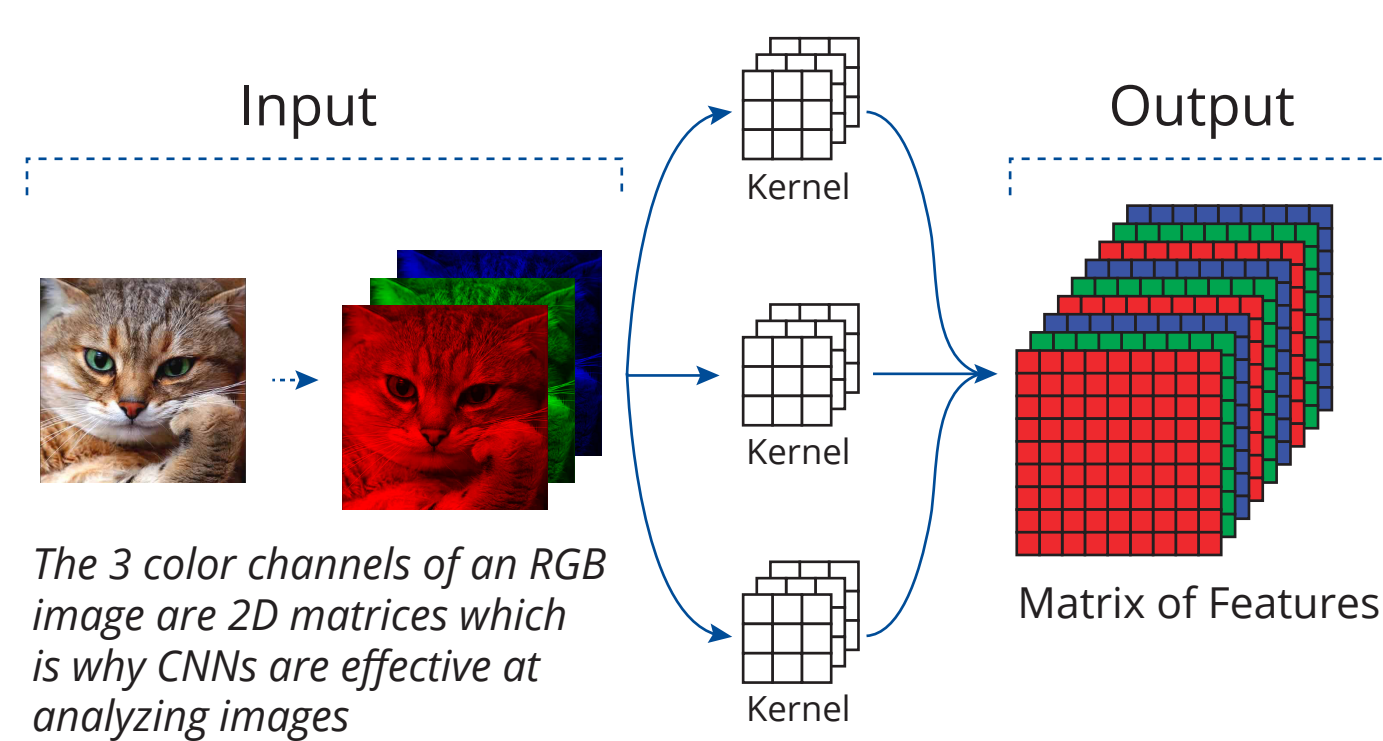 Input
The 3 color channels of an RGB
image are 2D matrices which
is why CNNs are effective at
analyzing images
Kernel
Kernel
Kernel
Output
Matrix of Features